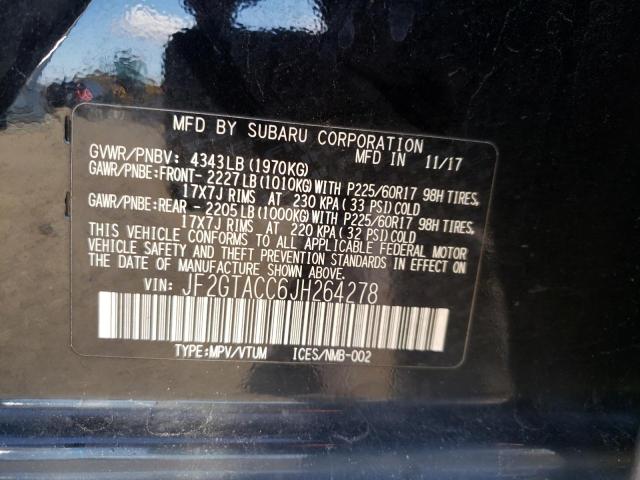 MFD BY SUBARU CORPORATION 11/17
GVWR/PNBV: 4343LB (1970KG)
GAWR/PNBE:FRONT- 2227LB(1010KG)WITH P225/60R17 98H TIRES,
17X7J RIMS AT 230 KPA ( 33 PSI)COLD
GAWR/PNBE:REAR - 2205LB(1000KG)WITH P225/60R17 98H TIRES,
17X7J RIMS AT 220 KPA ( 32 PSI)COLD
THIS VEHICLE CONFORMS TO ALL APPLICABLE FEDERAL MOTOR
VEHICLE SAFETY AND THEFT PREVENTION STANDARDS IN EFFECT ON
THE DATE OF MANUFACTURE SHOWN ABOVE.
VIN: JF2GTACC6JH264278
TYPE:MPV/VTUM ICES/NMB-002